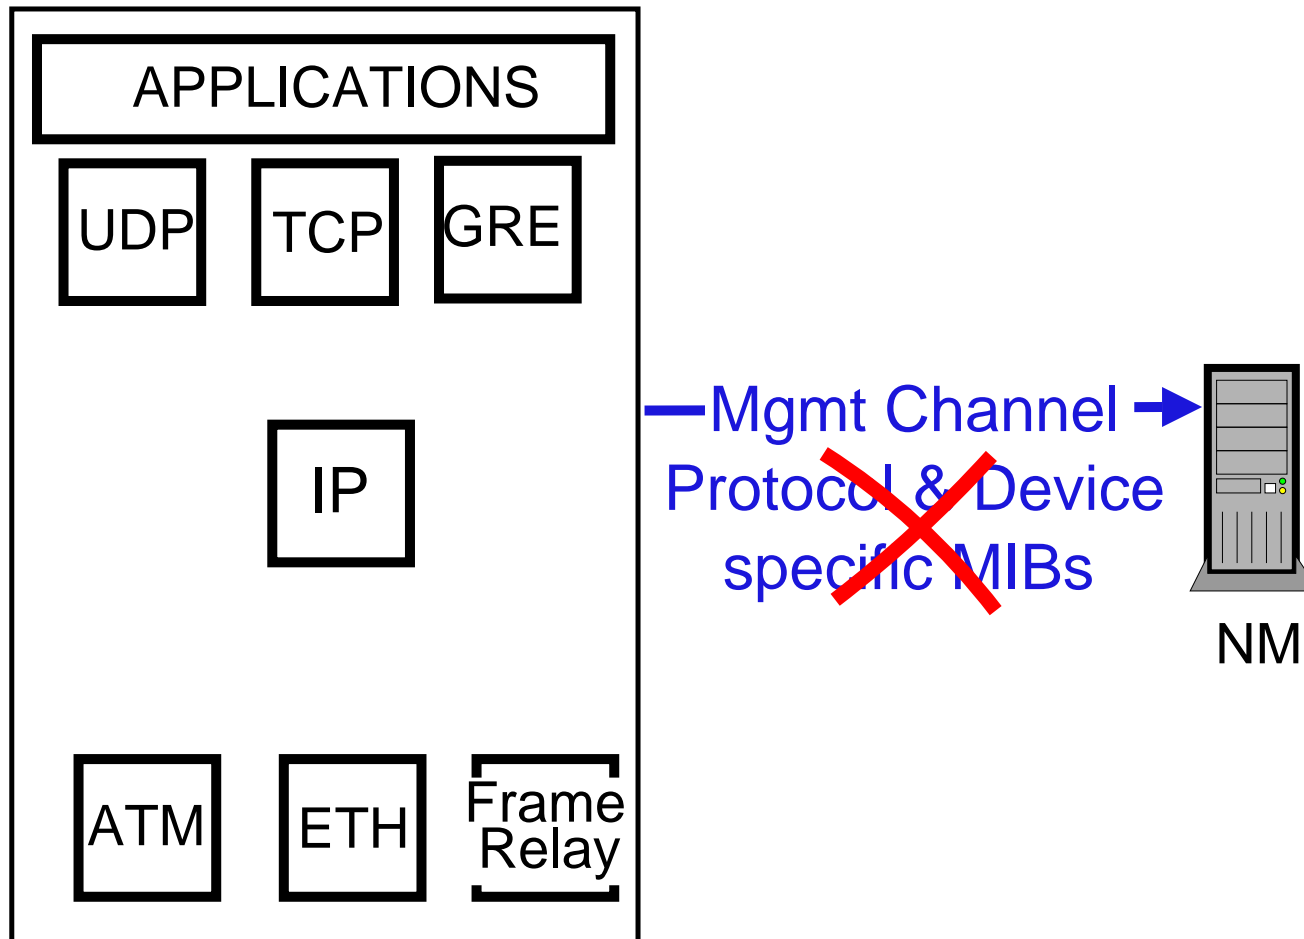 APPLICATIONS
UDP TCP GRE
Mgmt Channel
Protocol & Device
specific MIBs
IP
NM
ATM ETH Frame
Relay